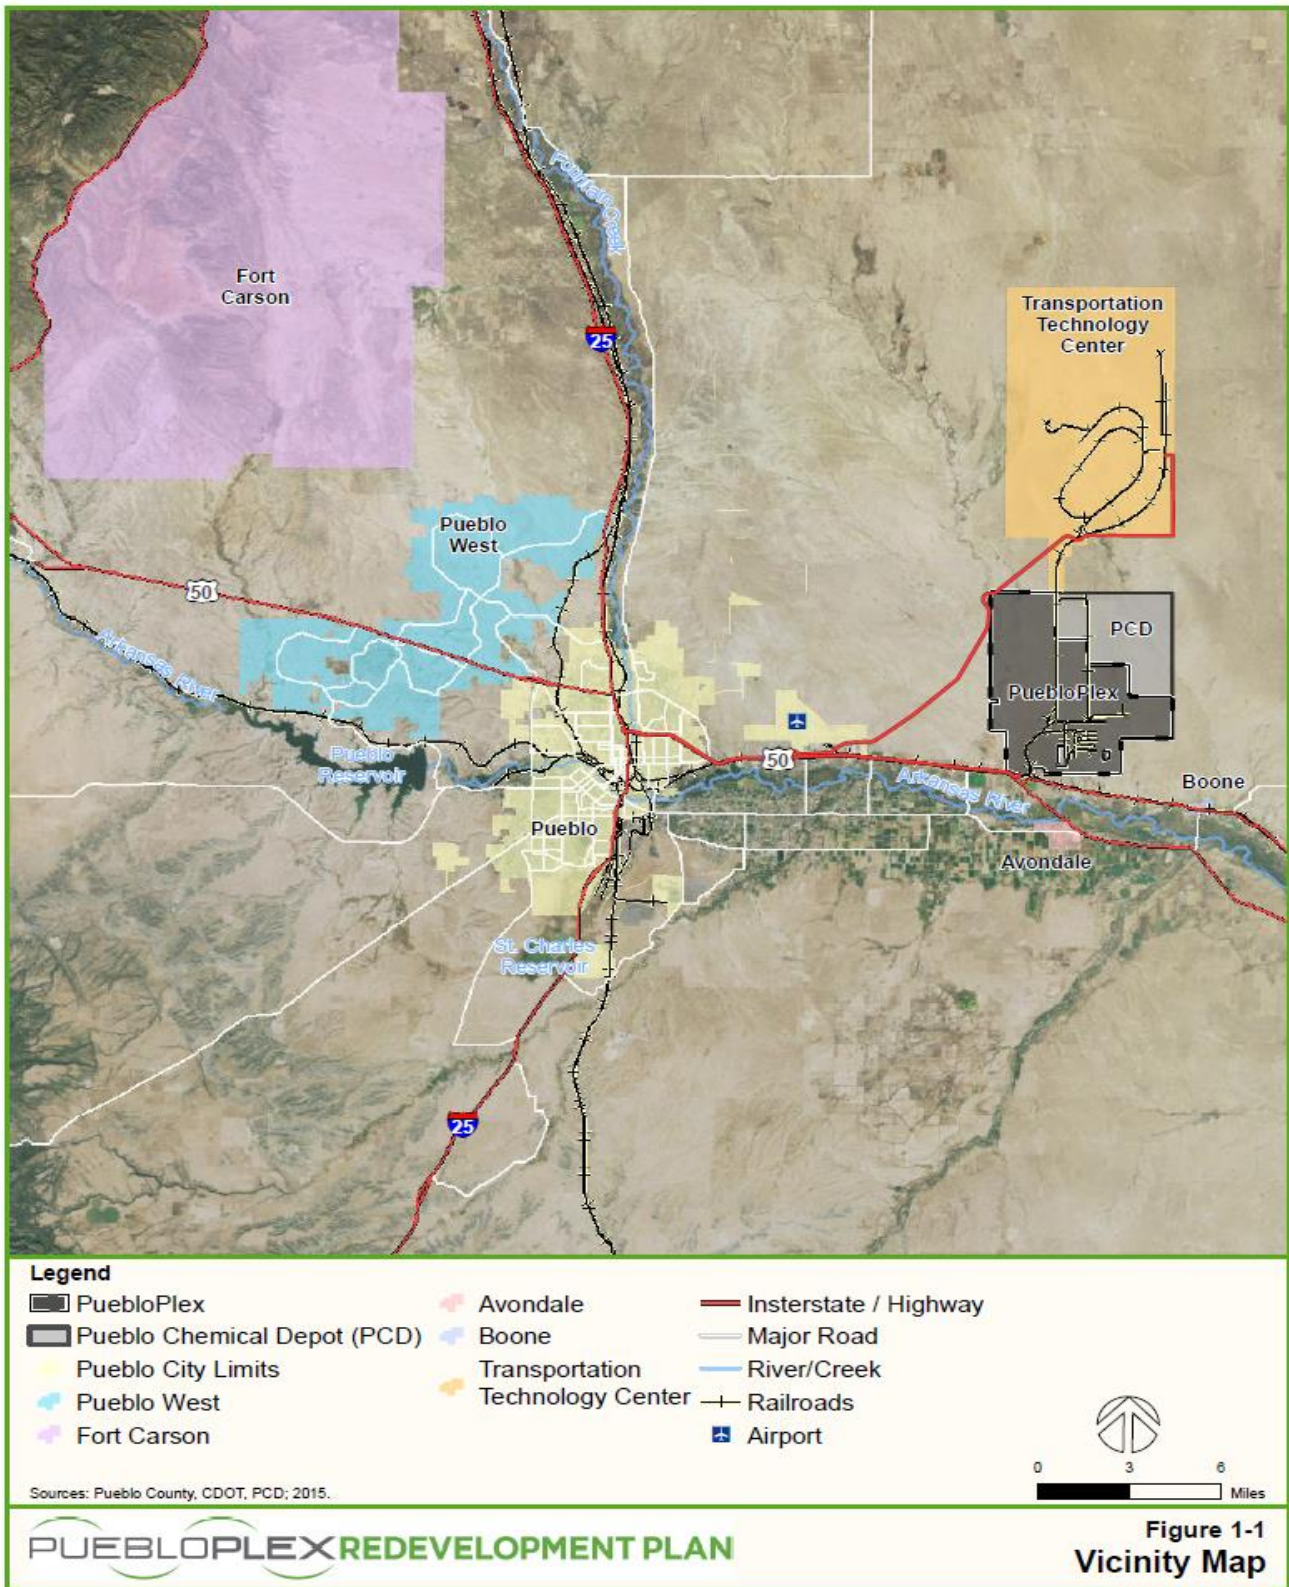 Fountain Creek
Fort
Carson
25
Transportation
Technology
Center
Pueblo
West
50
Arkansas River
PCD
PuebloPlex
Pueblo
Reservoir
50
Arkansas River
Boone
Pueblo
Avondale
St. Charles
Reservoir
25
Legend
PuebloPlex
Pueblo Chemical Depot (PCD)
Pueblo City Limits
Pueblo West
Fort Carson
Avondale
Boone
Transportation
Technology Center
Insterstate / Highway
Major Road
River/Creek
Railroads
Airport
0 3 6
Miles
Sources: Pueblo County, CDOT, PCD; 2015.
PUEBLOPLEX REDEVELOPMENT PLAN
Figure 1-1
Vicinity Map